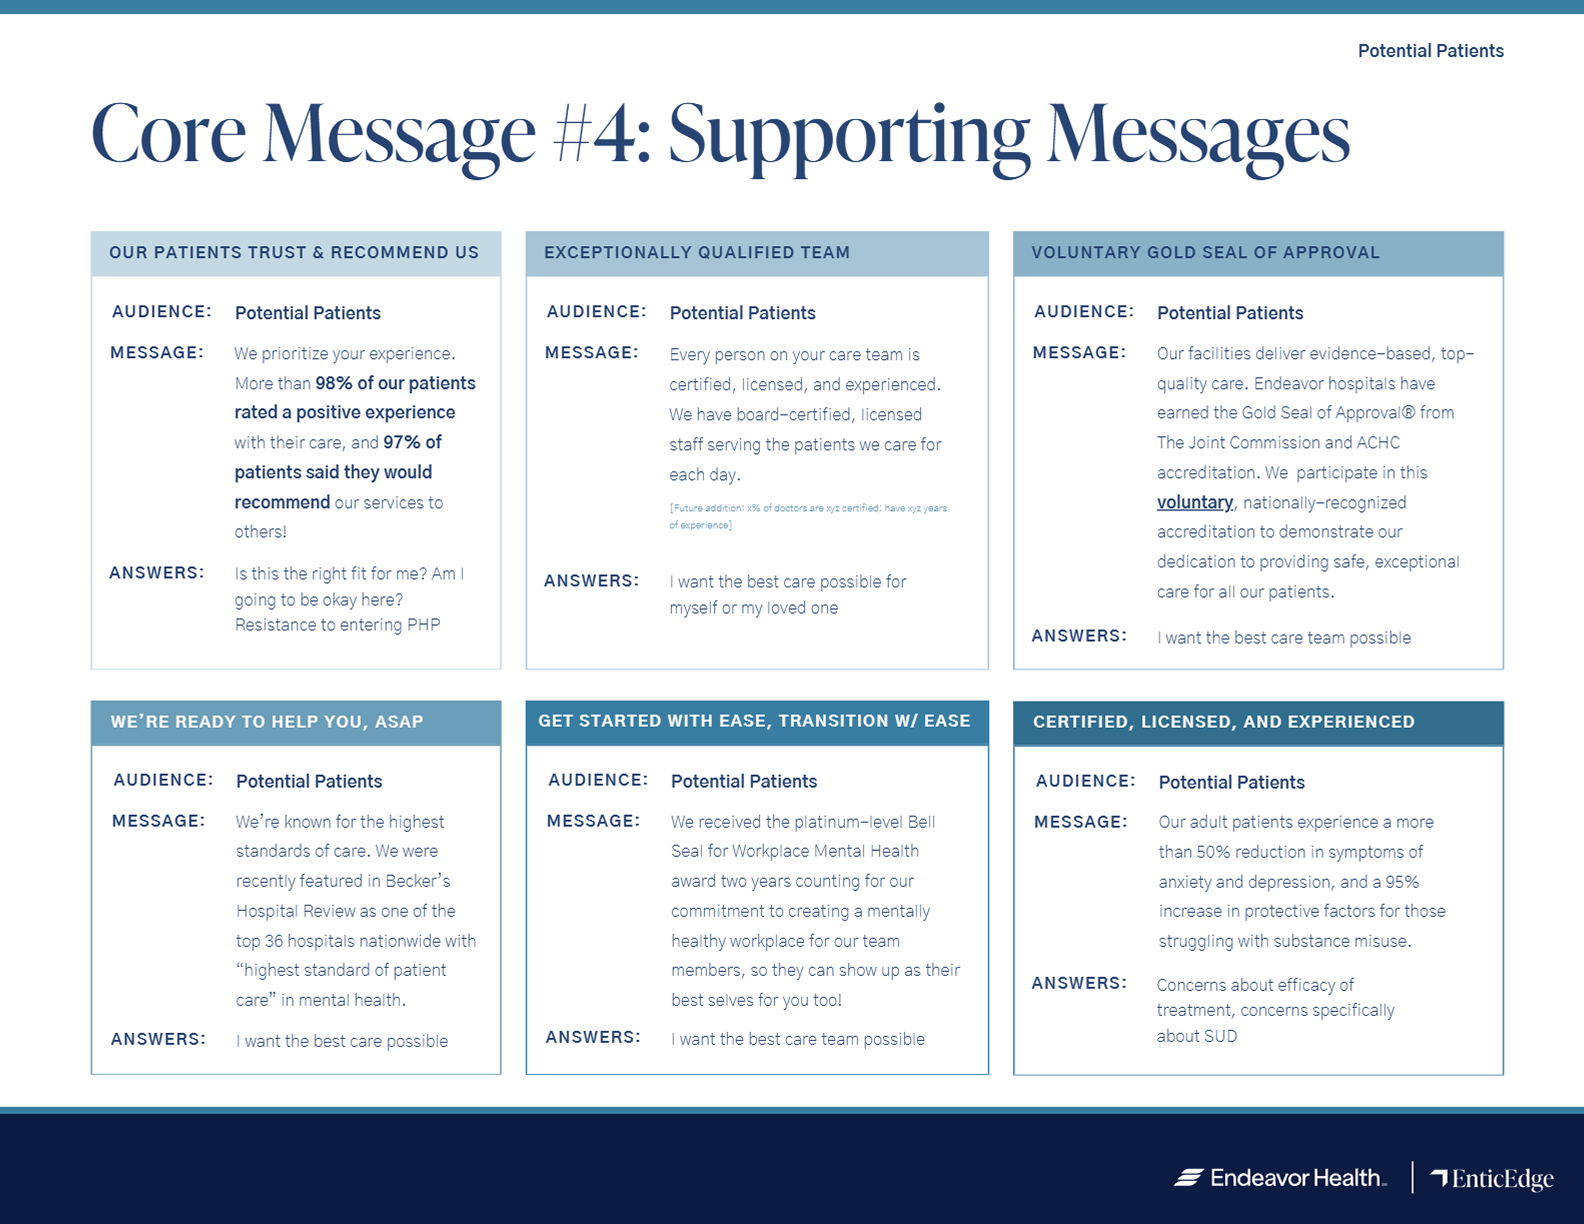 Potential Patients
Core Message #4: Supporting Messages
OUR PATIENTS TRUST & RECOMMEND US
AUDIENCE: Potential Patients
MESSAGE: We prioritize your experience.
More than 98% of our patients
rated a positive experience
with their care, and 97% of
patients said they would
recommend our services to
others!
ANSWERS: Is this the right fit for me? Am I
going to be okay here?
Resistance to entering PHP
EXCEPTIONALLY QUALIFIED TEAM
AUDIENCE: Potential Patients
MESSAGE: Every person on your care team is
certified, licensed, and experienced.
We have board-certified, licensed
staff serving the patients we care for
each day.
[Future addition: x% of doctors are xyz certified; have xyz years
of experience]
ANSWERS: I want the best care possible for
myself or my loved one
VOLUNTARY GOLD SEAL OF APPROVAL
AUDIENCE: Potential Patients
MESSAGE: Our facilities deliver evidence-based, top-
quality care. Endeavor hospitals have
earned the Gold Seal of Approval® from
The Joint Commission and ACHC
accreditation. We participate in this
voluntary, nationally-recognized
accreditation to demonstrate our
dedication to providing safe, exceptional
care for all our patients.
ANSWERS: I want the best care team possible
WE'RE READY TO HELP YOU, ASAP
AUDIENCE: Potential Patients
MESSAGE: We're known for the highest
standards of care. We were
recently featured in Becker's
Hospital Review as one of the
top 36 hospitals nationwide with
“highest standard of patient
care” in mental health.
ANSWERS: I want the best care possible
GET STARTED WITH EASE, TRANSITION W/ EASE
AUDIENCE: Potential Patients
MESSAGE: We received the platinum-level Bell
Seal for Workplace Mental Health
award two years counting for our
commitment to creating a mentally
healthy workplace for our team
members, so they can show up as their
best selves for you too!
ANSWERS: I want the best care team possible
CERTIFIED, LICENSED, AND EXPERIENCED
AUDIENCE: Potential Patients
MESSAGE: Our adult patients experience a more
than 50% reduction in symptoms of
anxiety and depression, and a 95%
increase in protective factors for those
struggling with substance misuse.
ANSWERS: Concerns about efficacy of
treatment, concerns specifically
about SUD
Endeavor Health
EnticEdge